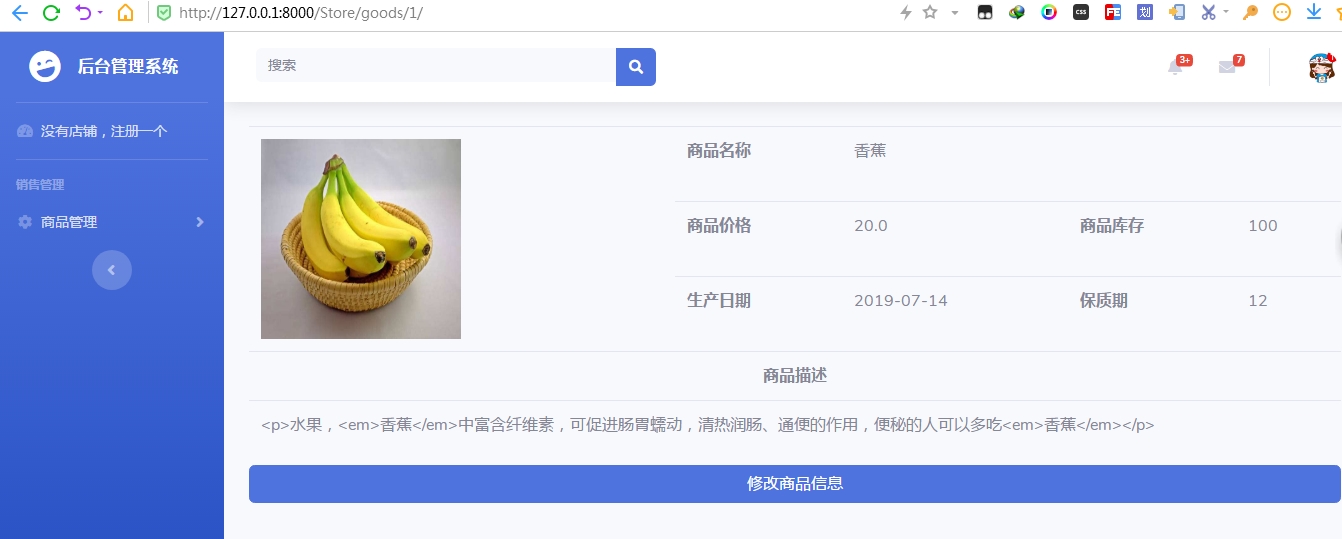 http://127.0.0.1:8000/Store/goods/1/
CSS
FE
划
后台管理系统
搜索
3+
7
没有店铺，注册一个
销售管理
商品管理
商品名称 香蕉
商品价格 20.0 商品库存 100
生产日期 2019-07-14 保质期 12
商品描述
<p>水果，<em>香蕉</em>中富含纤维素，可促进肠胃蠕动，清热润肠、通便的作用，便秘的人可以多吃<em>香蕉</em></p>
修改商品信息